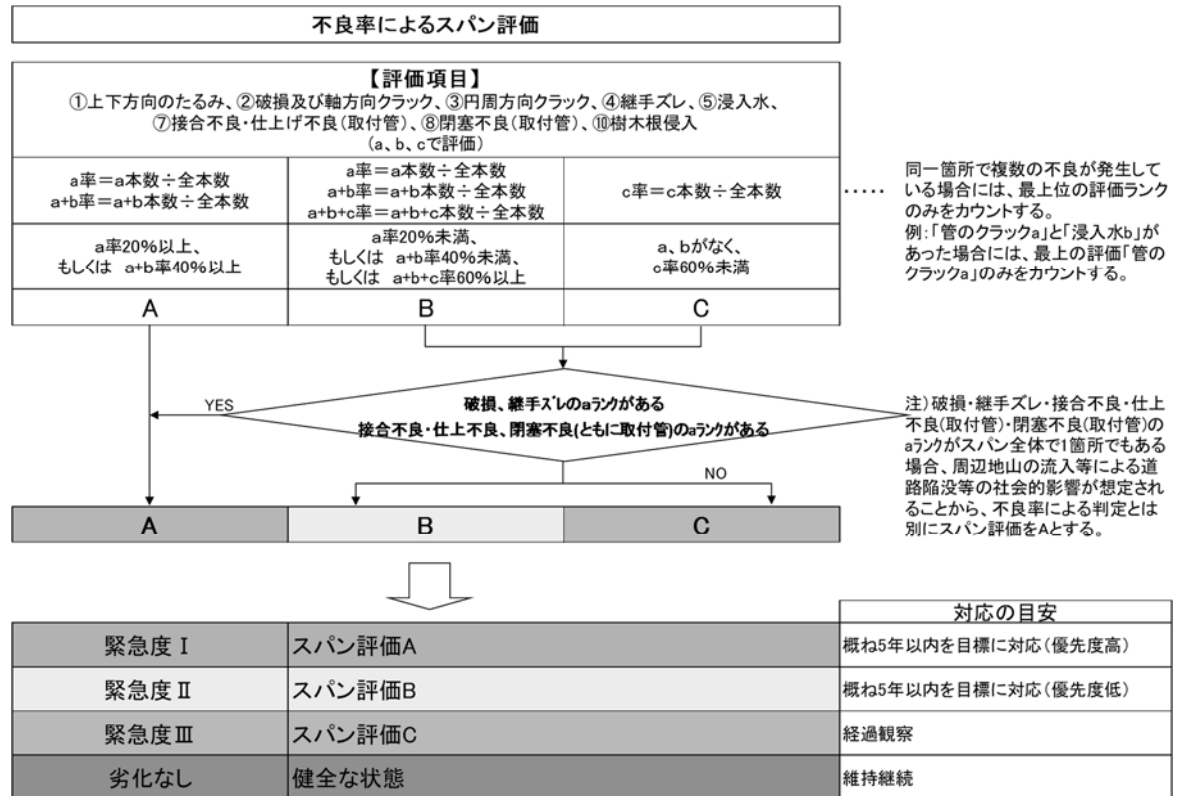 不良率によるスパン評価
【評価項目】
①上下方向のたるみ、②破損及び軸方向クラック、③円周方向クラック、④継手ズレ、⑤浸入水、
⑦接合不良・仕上げ不良(取付管)、⑧閉塞不良(取付管)、⑩樹木根侵入
(a、b、cで評価)
a率=a本数÷全本数
a+b率=a+b本数÷全本数
a率=a本数÷全本数
a+b率=a+b本数÷全本数
a+b+c率=a+b+c本数÷全本数
c率=c本数÷全本数
a率20%以上、
もしくは a+b率40%以上
a率20%未満、
もしくは a+b率40%未満、
もしくは a+b+c率60%以上
a、bがなく、
c率60%未満
A
B
C
・・・・・
同一箇所で複数の不良が発生して
いる場合には、最上位の評価ランク
のみをカウントする。
例:「管のクラックa」と「浸入水b」が
あった場合には、最上の評価「管の
クラックa」のみをカウントする。
YES
破損、継手ズレのaランクがある
接合不良・仕上不良、閉塞不良(ともに取付管)のaランクがある
NO
注)破損・継手ズレ・接合不良・仕上
不良(取付管)・閉塞不良(取付管)の
aランクがスパン全体で1箇所でもある
場合、周辺地山の流入等による道
路陥没等の社会的影響が想定され
ることから、不良率による判定とは
別にスパン評価をAとする。
A
B
C
対応の目安
緊急度Ⅰ
スパン評価A
概ね5年以内を目標に対応(優先度高)
緊急度Ⅱ
スパン評価B
概ね5年以内を目標に対応(優先度低)
緊急度Ⅲ
スパン評価C
経過観察
劣化なし
健全な状態
維持継続